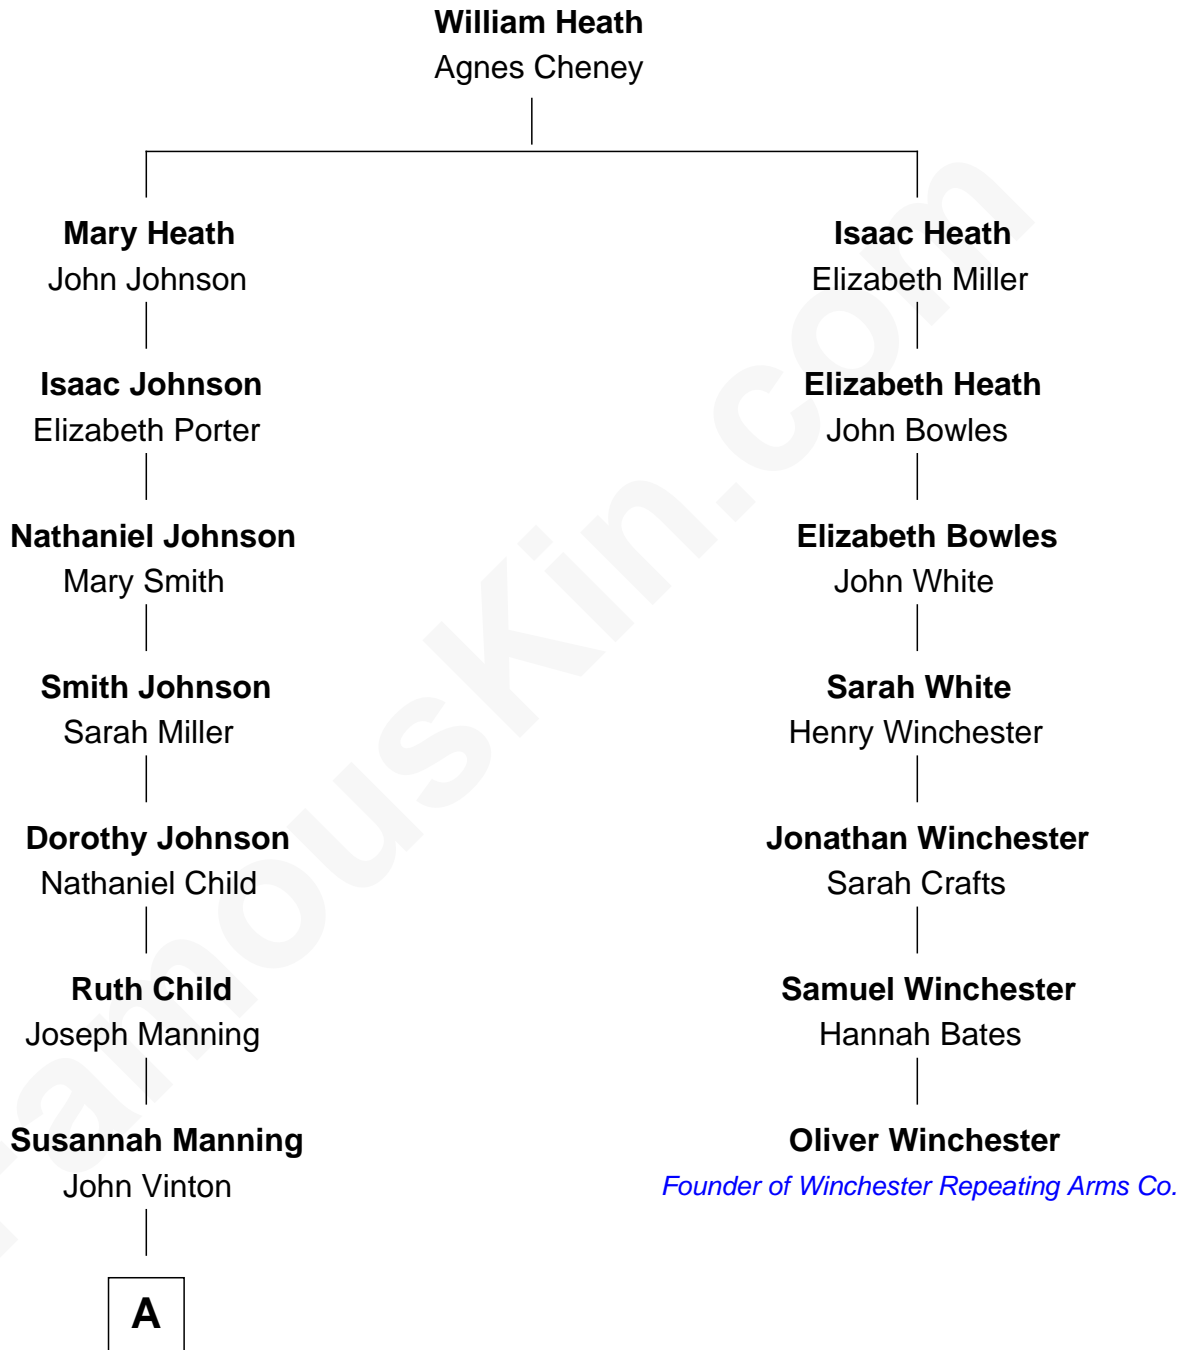 William Heath
Agnes Cheney
Mary Heath
John Johnson
Isaac Johnson
Elizabeth Porter
Nathaniel Johnson
Mary Smith
Smith Johnson
Sarah Miller
Dorothy Johnson
Nathaniel Child
Ruth Child
Joseph Manning
Susannah Manning
John Vinton
A
Isaac Heath
Elizabeth Miller
Elizabeth Heath
John Bowles
Elizabeth Bowles
John White
Sarah White
Henry Winchester
Jonathan Winchester
Sarah Crafts
Samuel Winchester
Hannah Bates
Oliver Winchester
Founder of Winchester Repeating Arms Co.
FamousKin.com